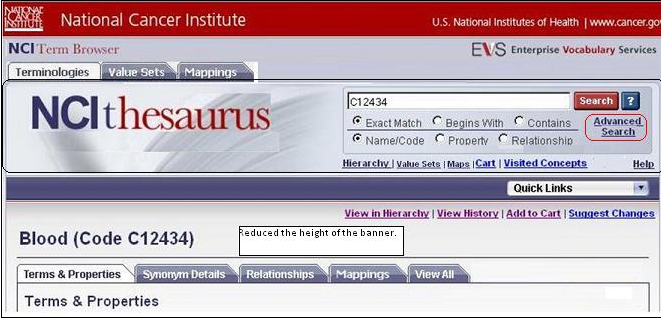 NATIONAL CANCER INSTITUTE National Cancer Institute U.S. National Institutes of Health | www.cancer.go
NCI Term Browser EVS Enterprise Vocabulary Services
Terminologies Value Sets Mappings
NCI thesaurus
C12434 Search ?
Exact Match Begins With Contains Advanced Search
Name/Code Property Relationship
Hierarchy | Value Sets | Maps | Cart | Visited Concepts Help
Quick Links
View in Hierarchy | View History | Add to Cart | Suggest Changes
Blood (Code C12434) Reduced the height of the banner.
Terms & Properties Synonym Details Relationships Mappings View All
Terms & Properties